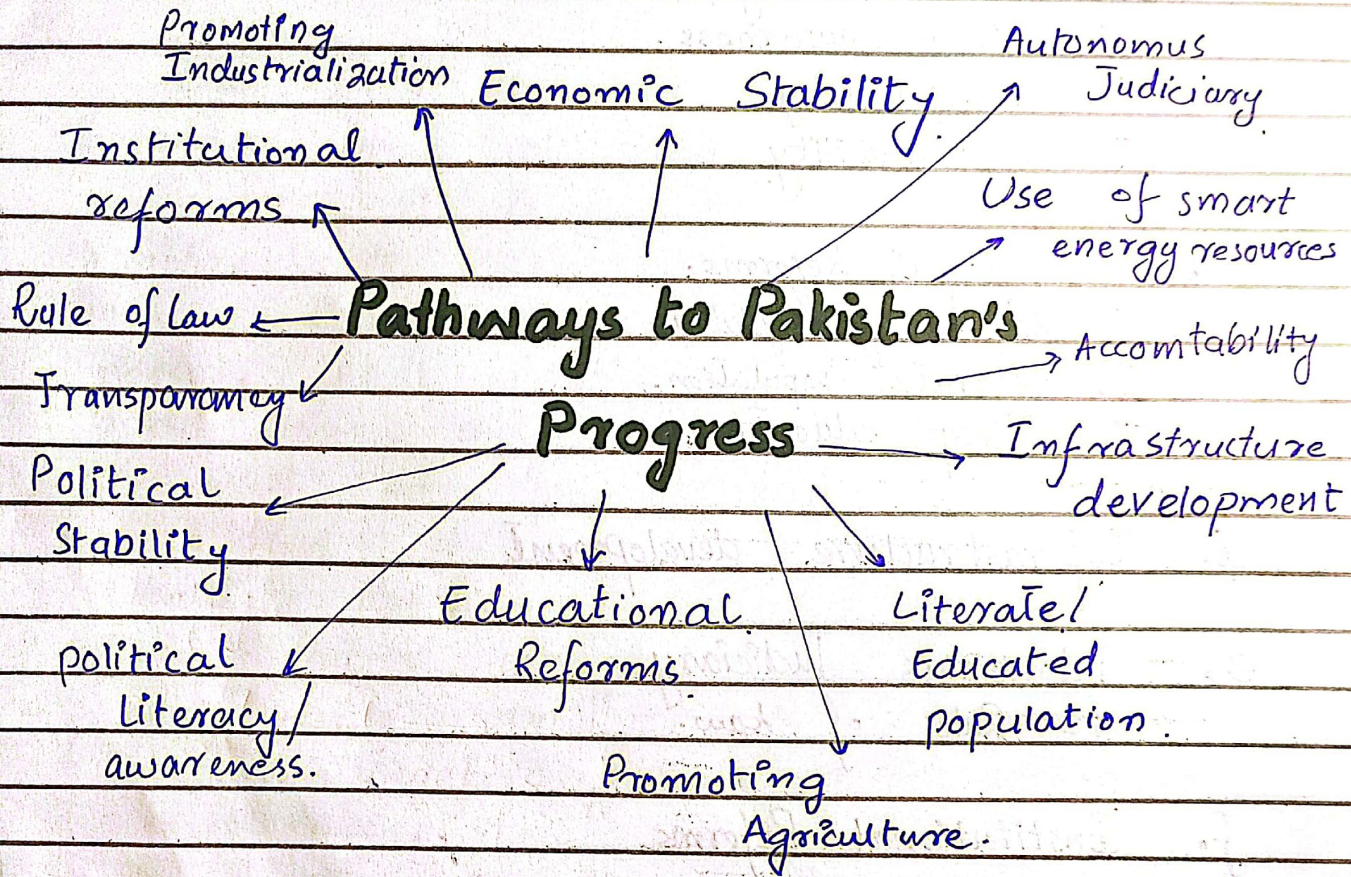 Promoting
Industrialization
Economic Stability.
Autonomus
Judiciary.
Institutional
reforms
Use of smart
energy resources
Rule of law
Pathways to Pakistan's
Progress
Accomtability
Transparomcy
Infrastructure
development
Political
Stability.
Educational
Reforms.
Literate/
Educated
population.
political
Literacy/
awareness.
Promoting
Agriculture.